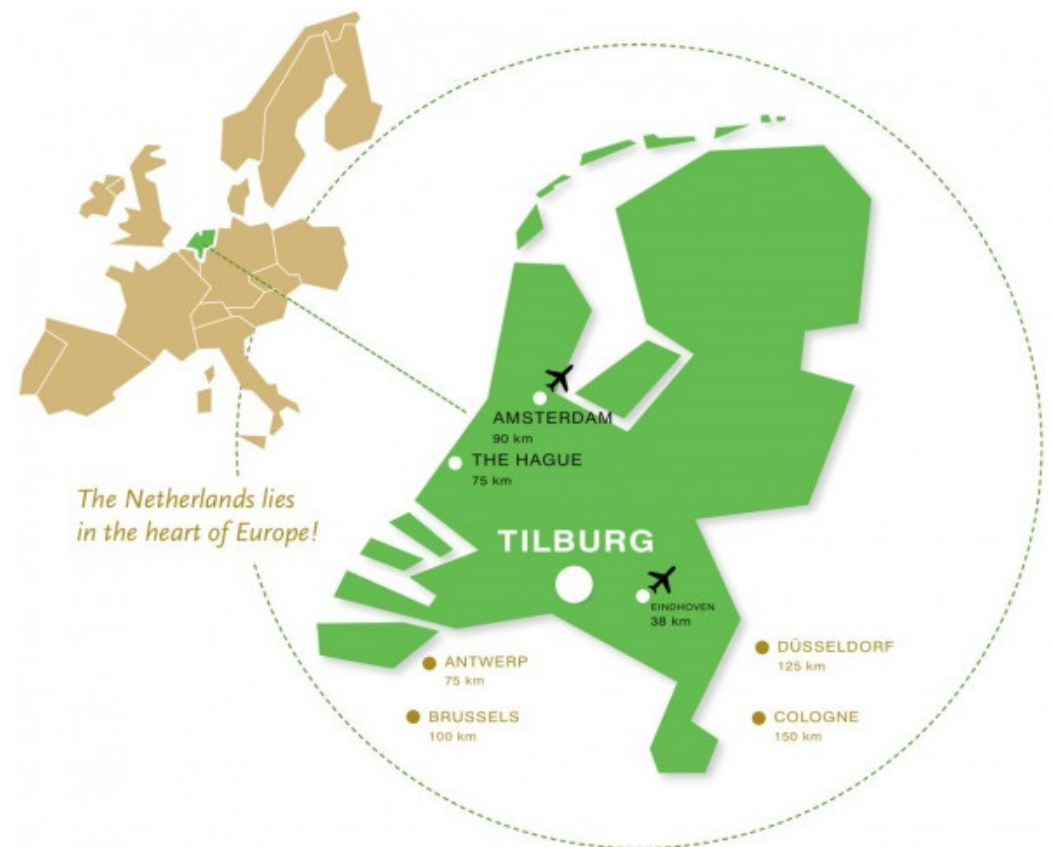 AMSTERDAM
90 km
THE HAGUE
75 km
The Netherlands lies
in the heart of Europe!
TILBURG
EINDHOVEN
38 km
ANTWERP
75 km
BRUSSELS
100 km
DÜSSELDORF
125 km
COLOGNE
150 km